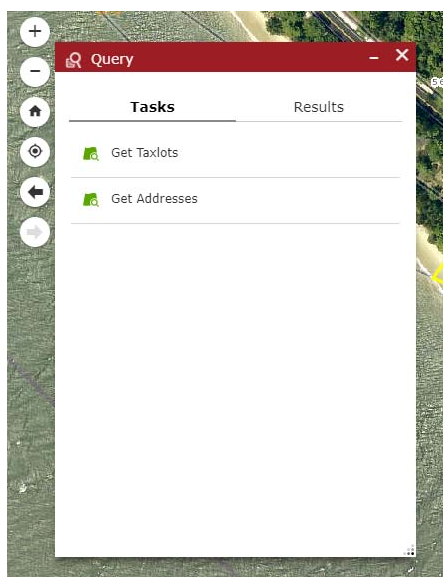 Query
Tasks
Results
Get Taxlots
Get Addresses